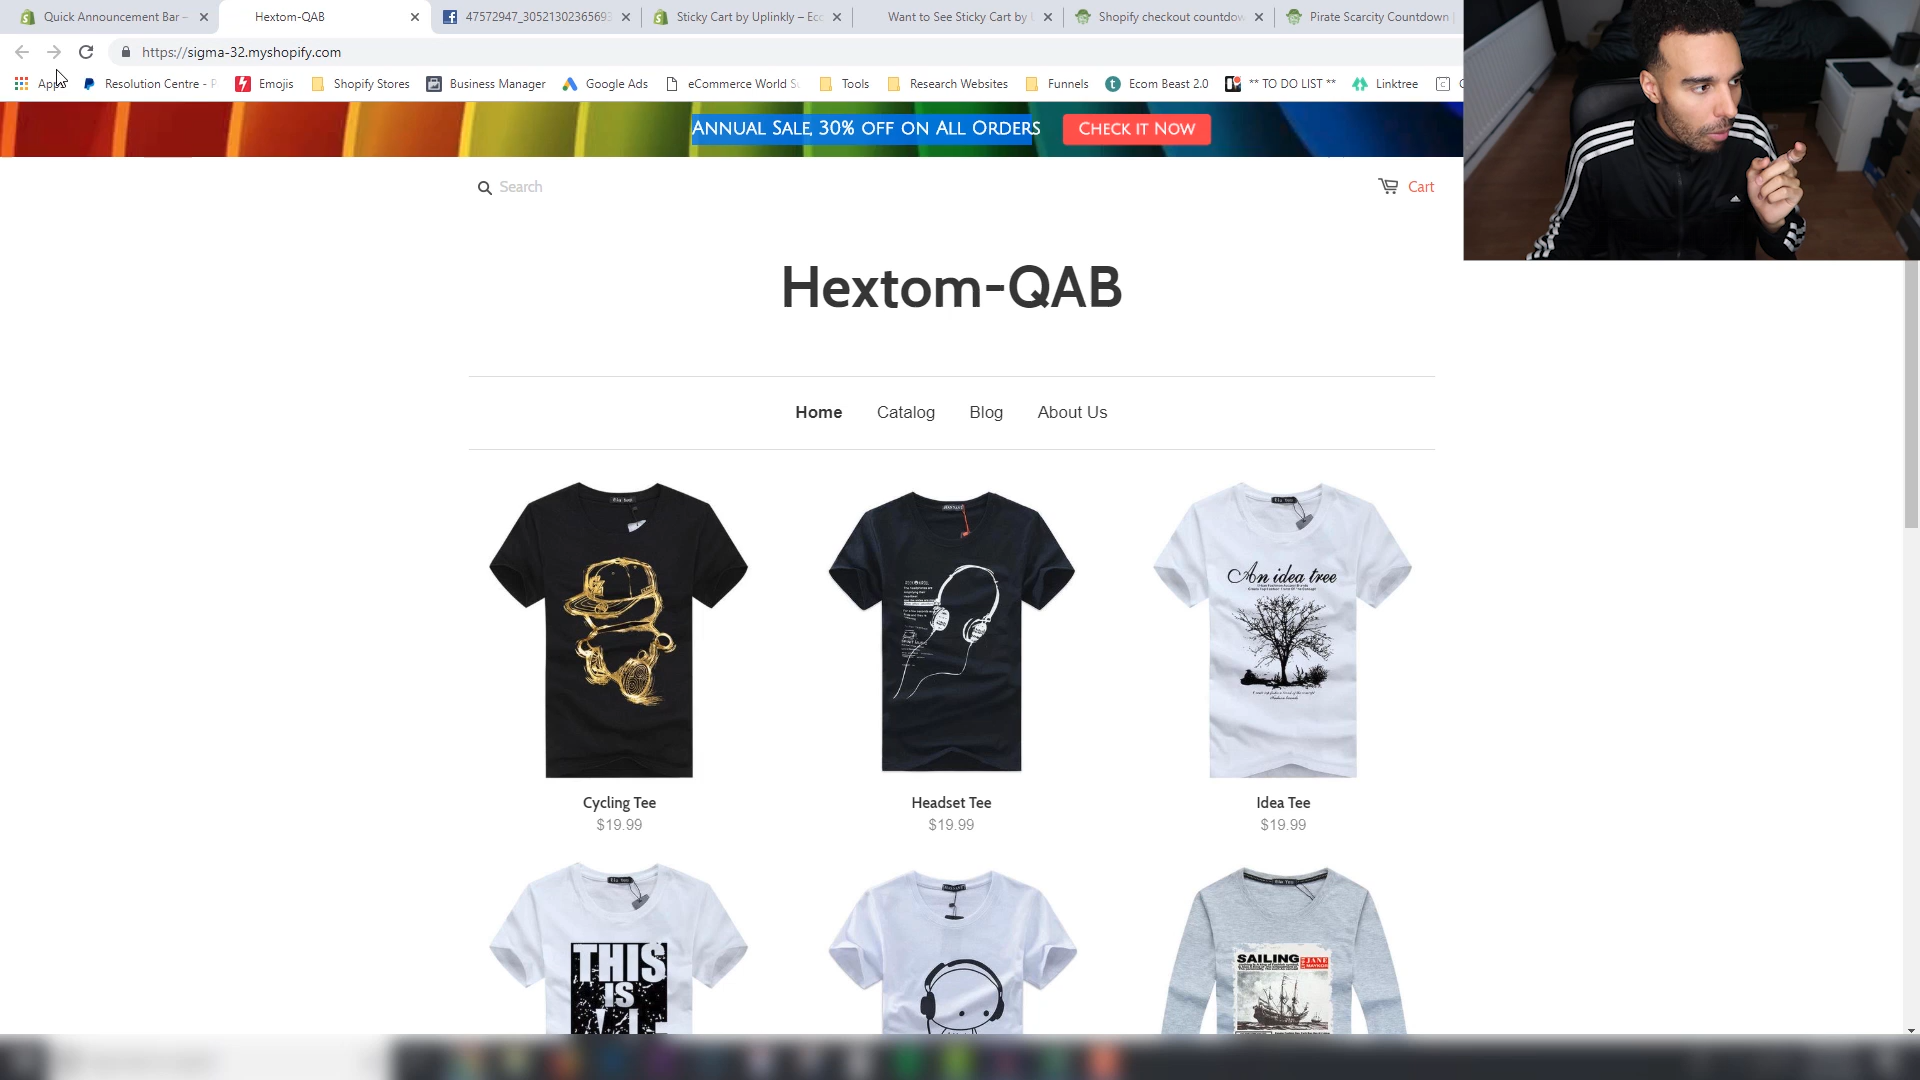 Quick Announcement Bar –
Hextom-QAB
47572947_30521302365693
Sticky Cart by Uplinkly – Eco
Want to See Sticky Cart by
Shopify checkout countdow
Pirate Scarcity Countdown
https://sigma-32.myshopify.com
Apps
Resolution Centre - P
Emojis
Shopify Stores
Business Manager
Google Ads
eCommerce World Su
Tools
Research Websites
Funnels
Ecom Beast 2.0
** TO DO LIST **
Linktree
Annual Sale, 30% off on All Orders
Check it Now
Search
Cart
Hextom-QAB
Home
Catalog
Blog
About Us
An idea tree
Cycling Tee
Headset Tee
Idea Tee
$19.99
$19.99
$19.99
THIS
IS
SAILING
JANE